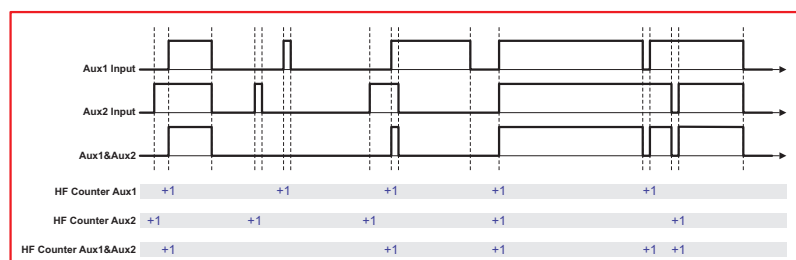 Aux1 Input
Aux2 Input
Aux1&Aux2
HF Counter Aux1 +1 +1 +1 +1 +1
HF Counter Aux2 +1 +1 +1 +1 +1
HF Counter Aux1&Aux2 +1 +1 +1 +1 +1